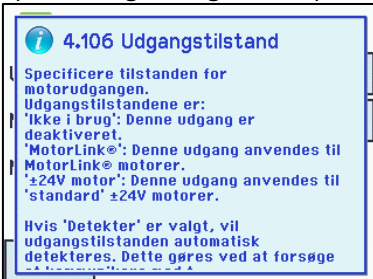 4.106 Udgangstilstand
Specificere tilstanden for
motorudgangen.
Udgangstilstandene er:
'Ikke i brug': Denne udgang er
deaktiveret.
'MotorLink®': Denne udgang anvendes til
MotorLink® motorer.
'±24V motor': Denne udgang anvendes til
'standard' ±24V motorer.
Hvis 'Detekter' er valgt, vil
udgangstilstanden automatisk
detekteres. Dette gøres ved at forsøge